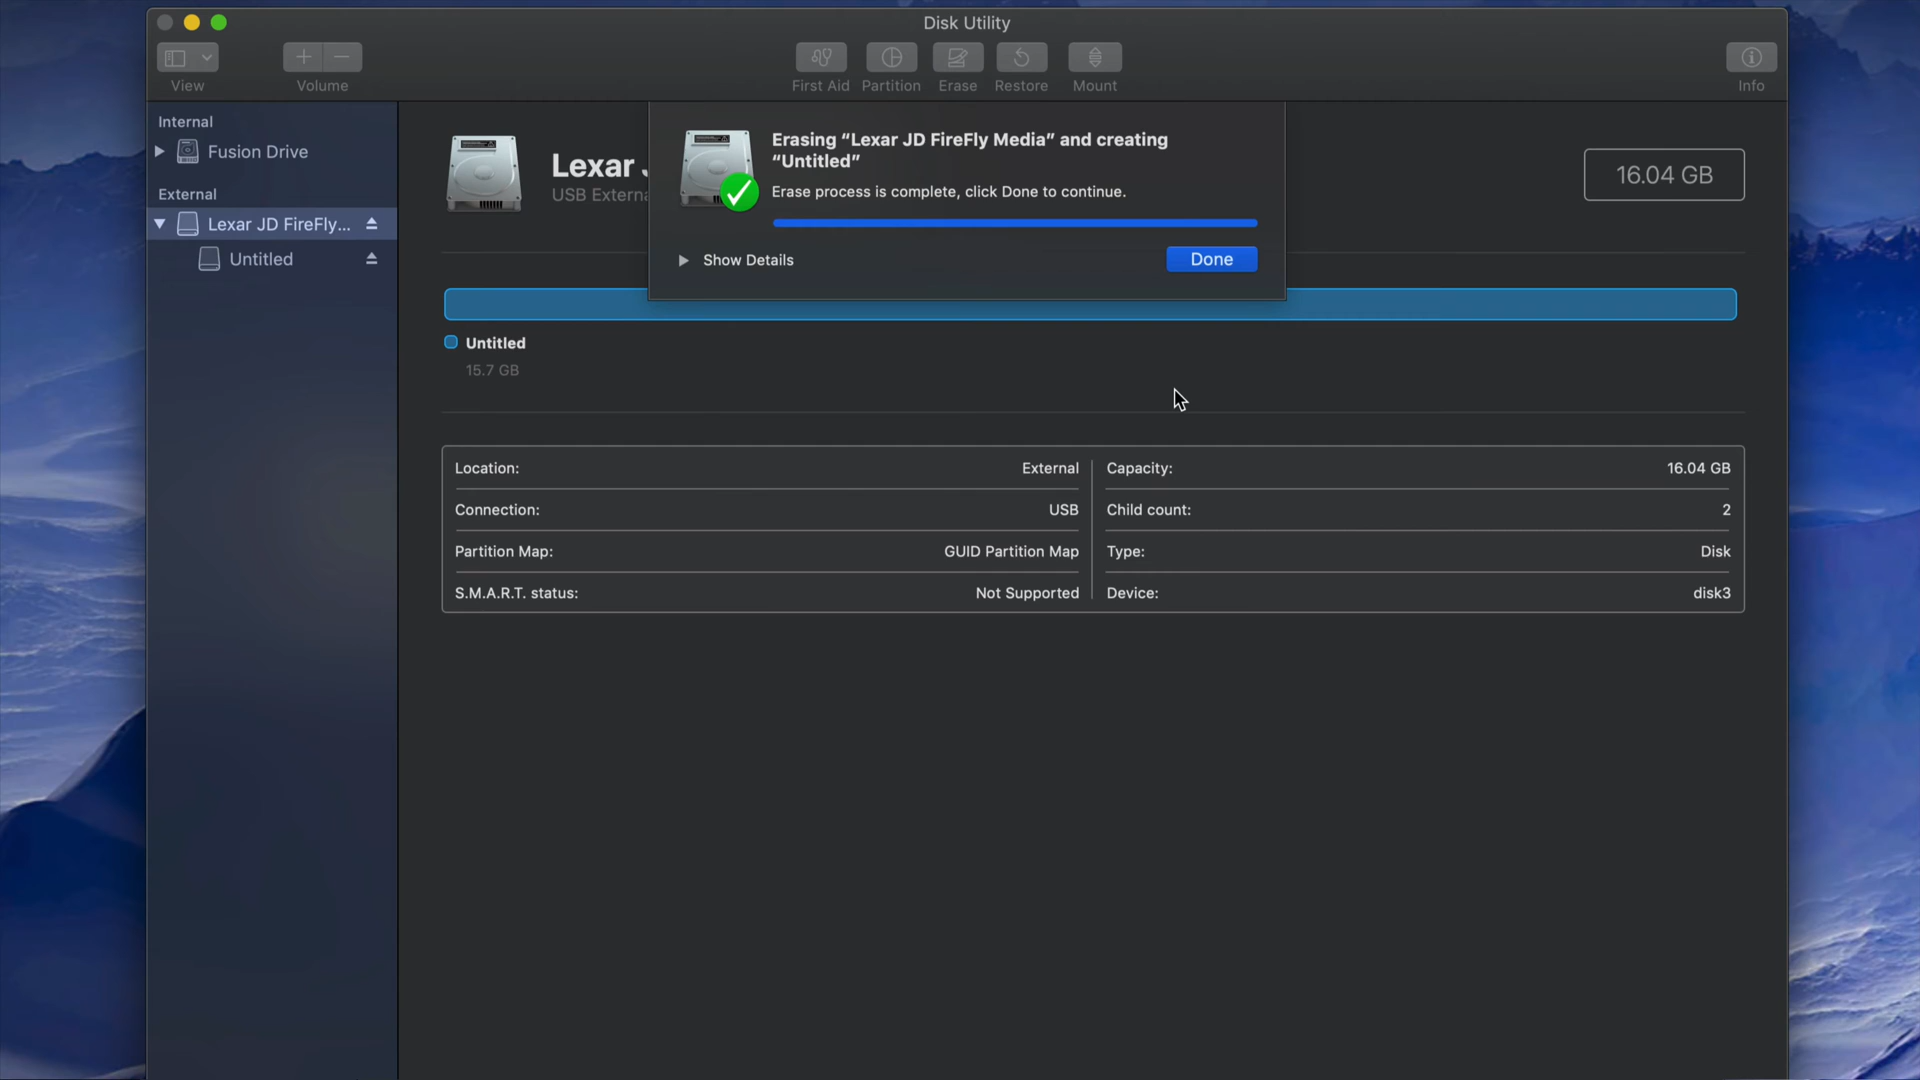 Disk Utility
View
Volume
First Aid
Partition
Erase
Restore
Mount
Info
Internal
Fusion Drive
External
Lexar JD FireFly...
Untitled
Lexar J
USB Externa
16.04 GB
Erasing “Lexar JD FireFly Media” and creating
“Untitled”
Erase process is complete, click Done to continue.
Show Details
Done
Untitled
15.7 GB
Location: External
Capacity: 16.04 GB
Connection: USB
Child count: 2
Partition Map: GUID Partition Map
Type: Disk
S.M.A.R.T. status: Not Supported
Device: disk3